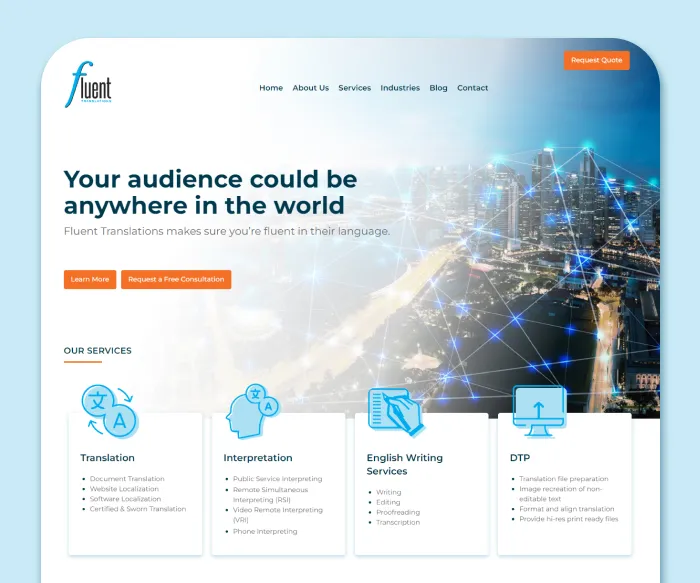 fluent
TRANSLATIONS
Request Quote
Home About Us Services Industries Blog Contact
Your audience could be
anywhere in the world
Fluent Translations makes sure you're fluent in their language.
Learn More Request a Free Consultation
OUR SERVICES
文 A
Translation
Document Translation
Website Localization
Software Localization
Certified & Sworn Translation
文 A
Interpretation
Public Service interpreting
Remote Simultaneous
Interpreting (RSI)
Video Remote Interpreting
(VRI)
Phone Interpreting
English Writing
Services
Writing
Editing
Proofreading
Transcription
DTP
Translation file preparation
Image recreation of non-
editable text
Format and align translation
Provide hi-res print ready files